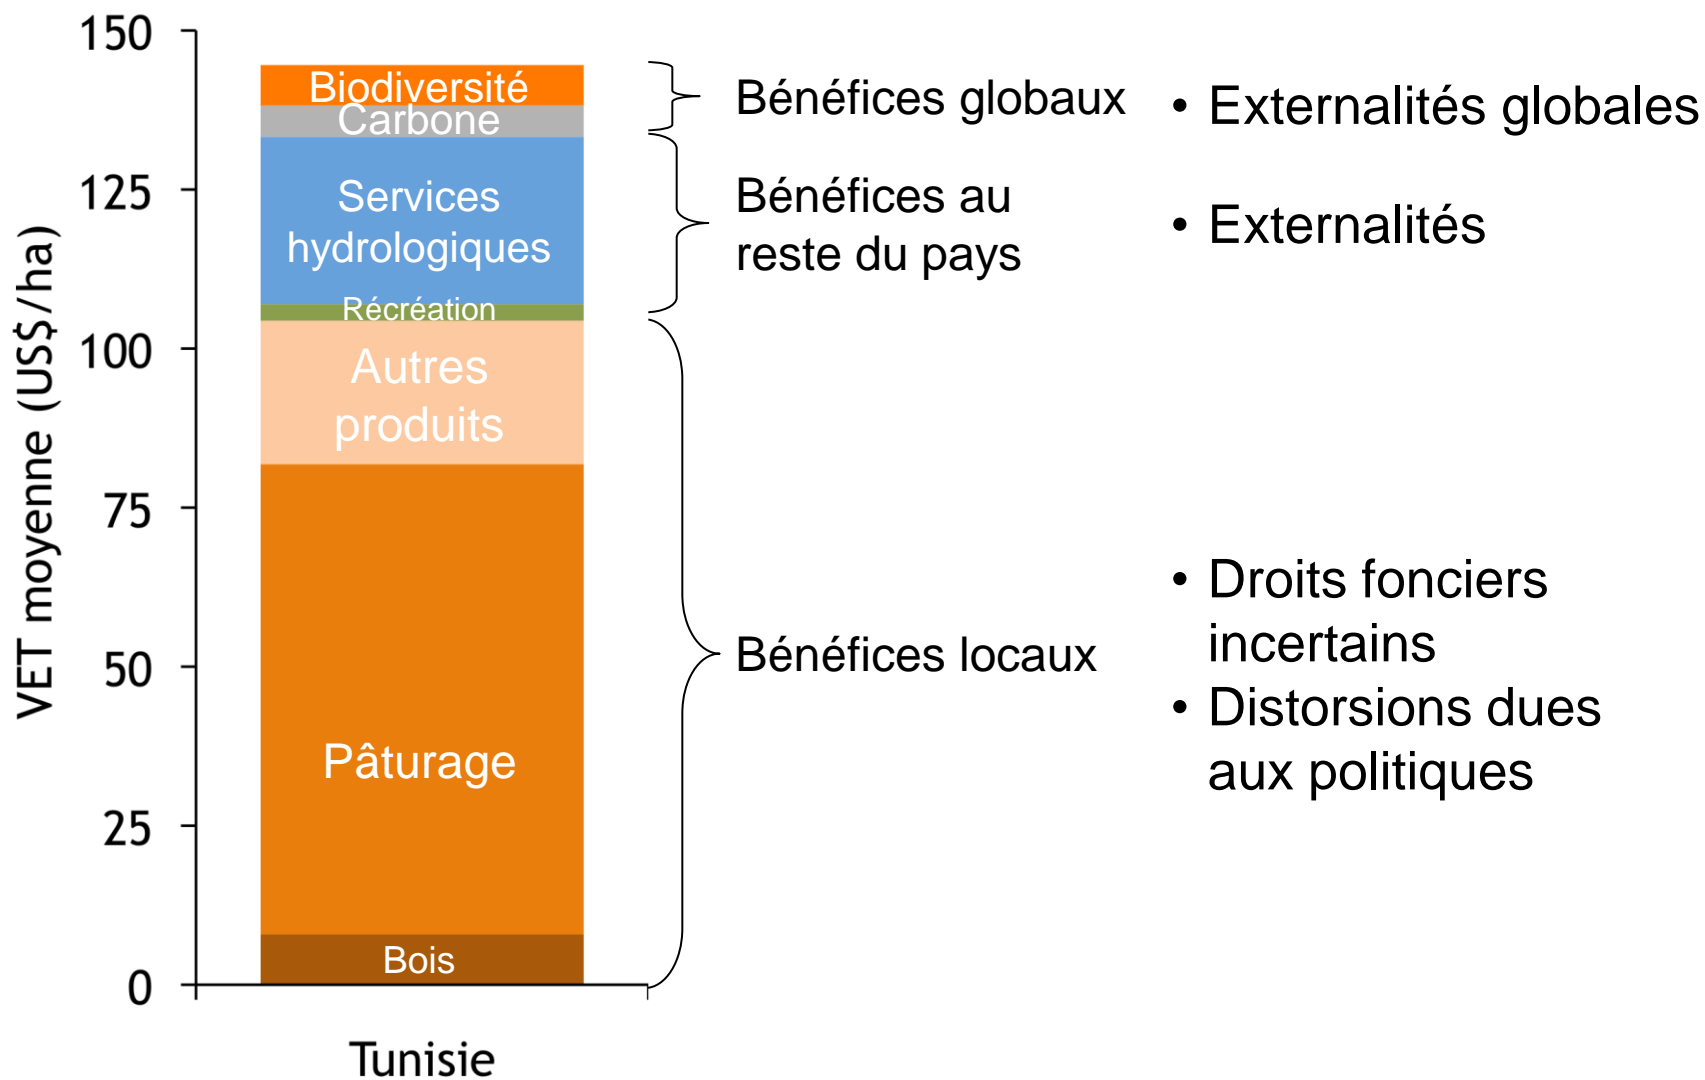 VET moyenne (US$/ha)
150
125
100
75
50
25
0
Biodiversité
Carbone
Services
hydrologiques
Récréation
Autres
produits
Pâturage
Bois
Tunisie
Bénéfices globaux
Bénéfices au
reste du pays
Bénéfices locaux
• Externalités globales
• Externalités
• Droits fonciers
incertains
• Distorsions dues
aux politiques